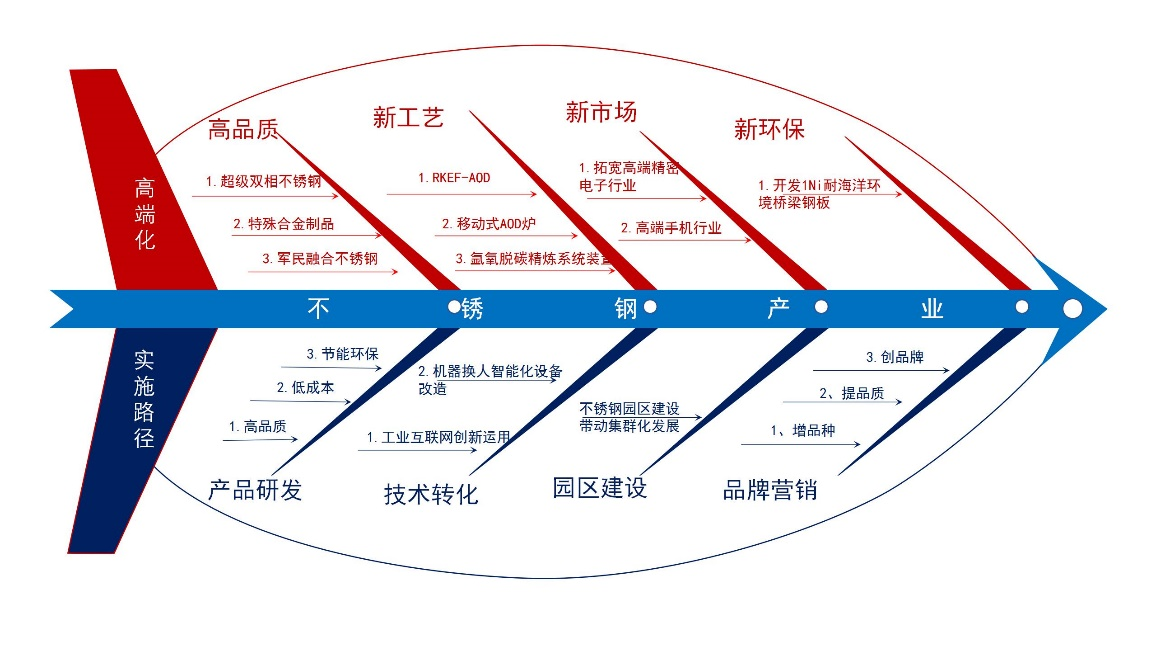 高端化
高品质
1. 超级双相不锈钢
2. 特殊合金制品
3. 军民融合不锈钢
新工艺
1. RKEF-AOD
2. 移动式AOD炉
3. 氩氧脱碳精炼系统装置
新市场
1. 拓宽高端精密
电子行业
2. 高端手机行业
新环保
1. 开发1Ni耐海洋环
境桥梁钢板
不锈钢产业
实施路径
3. 节能环保
2. 低成本
1. 高品质
产品研发
2. 机器换人智能化设备
改造
1. 工业互联网创新运用
技术转化
不锈钢园区建设
带动集群化发展
园区建设
3. 创品牌
2、提品质
1、增品种
品牌营销